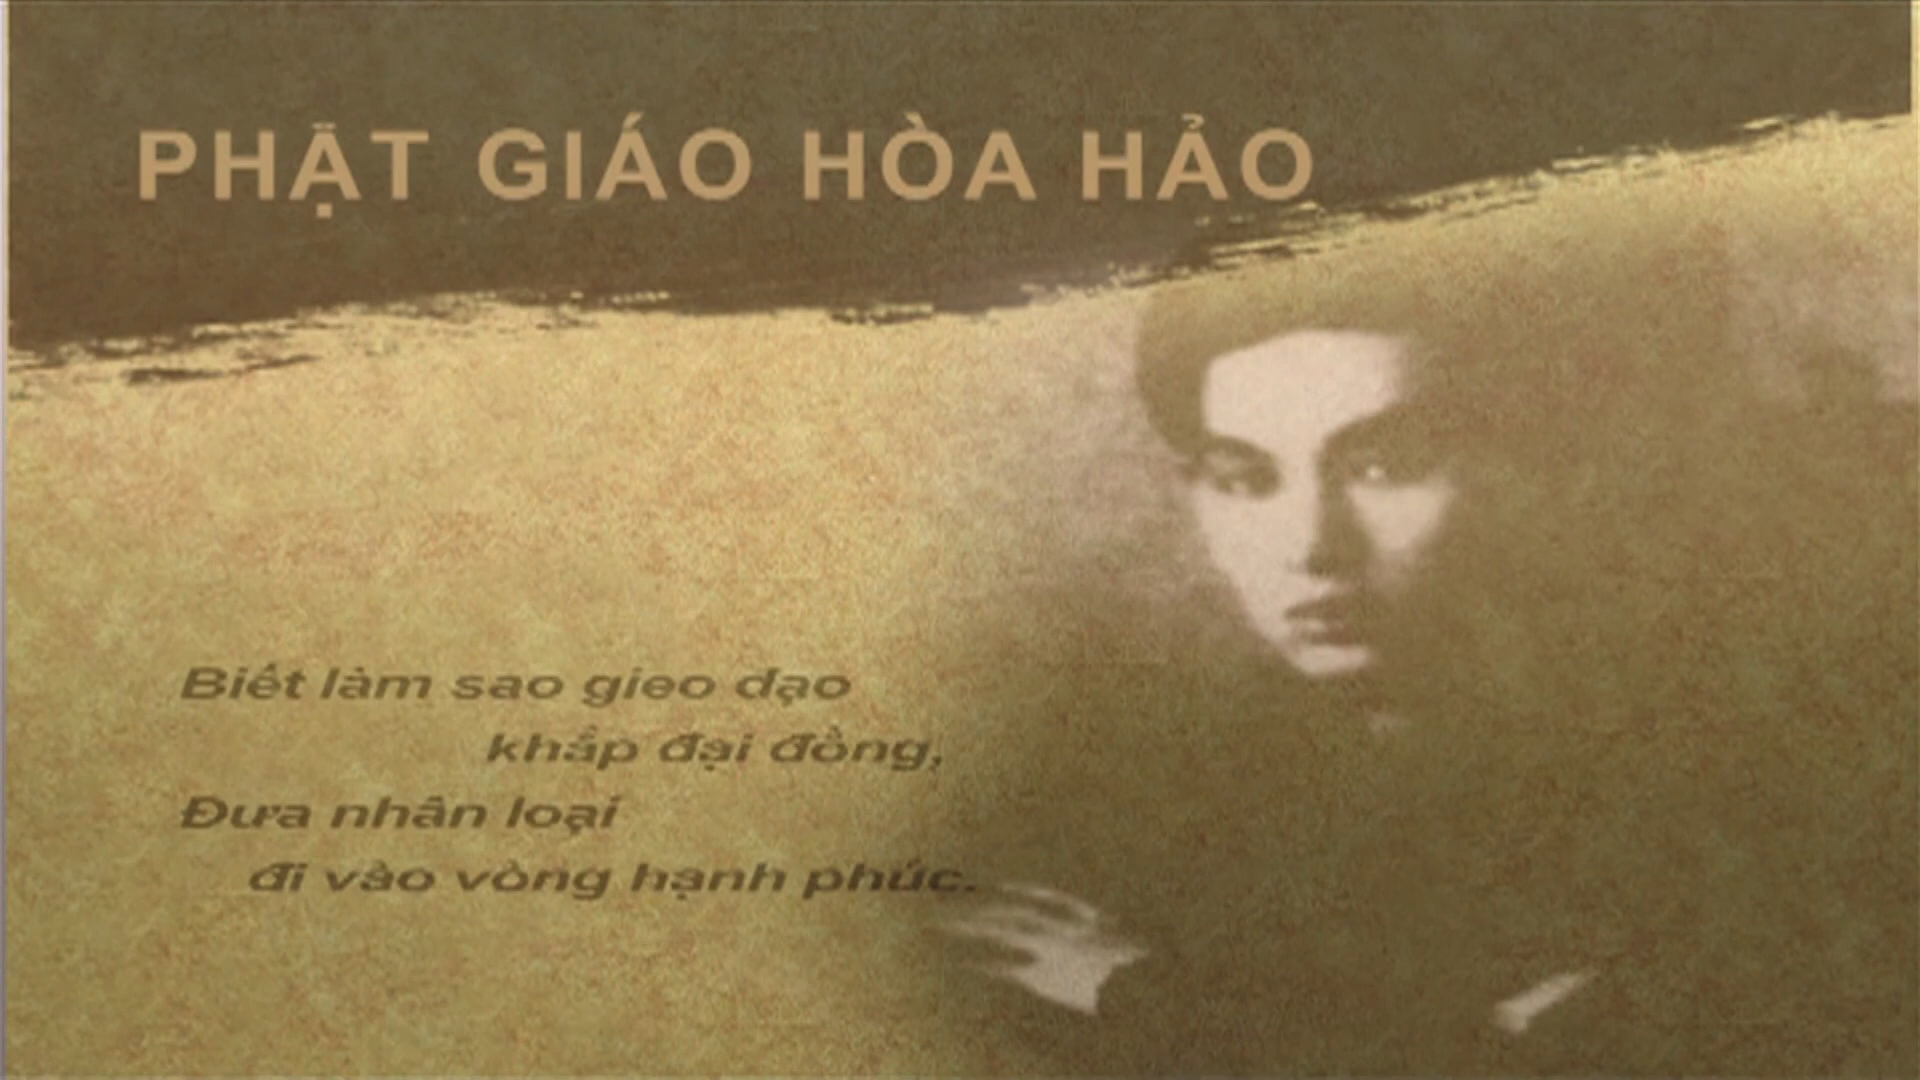 PHẬT GIÁO HÒA HẢO
Biết làm sao gieo đạo
khắp đại đồng,
Đưa nhân loại
đi vào vòng hạnh phúc.